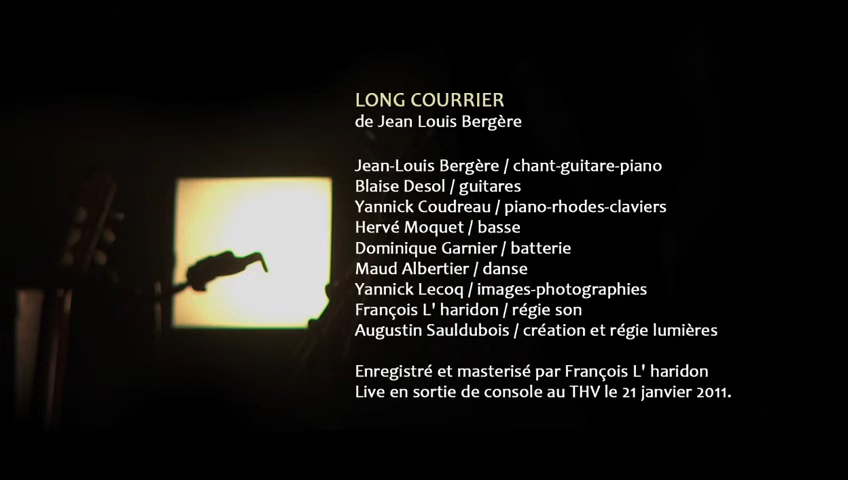 LONG COURRIER
de Jean Louis Bergère
Jean-Louis Bergère / chant-guitare-piano
Blaise Desol / guitares
Yannick Coudreau / piano-rhodes-claviers
Hervé Moquet / basse
Dominique Garnier / batterie
Maud Albertier / danse
Yannick Lecoq / images-photographies
François L' haridon / régie son
Augustin Sauldubois / création et régie lumières
Enregistré et masterisé par François L' haridon
Live en sortie de console au THV le 21 janvier 2011.